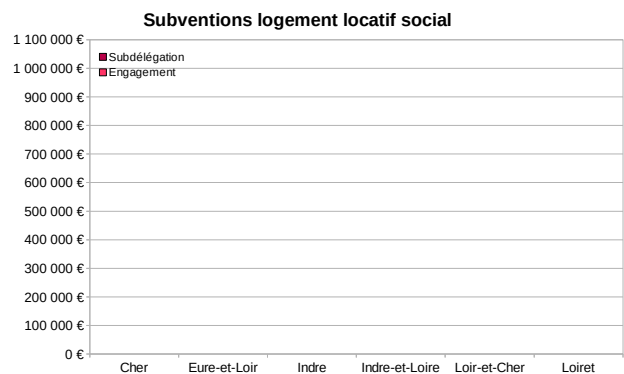 Subventions logement locatif social
1 100 000 €
1 000 000 €
900 000 €
800 000 €
700 000 €
600 000 €
500 000 €
400 000 €
300 000 €
200 000 €
100 000 €
0 €
Subdélégation
Engagement
Cher Eure-et-Loir Indre Indre-et-Loire Loir-et-Cher Loiret